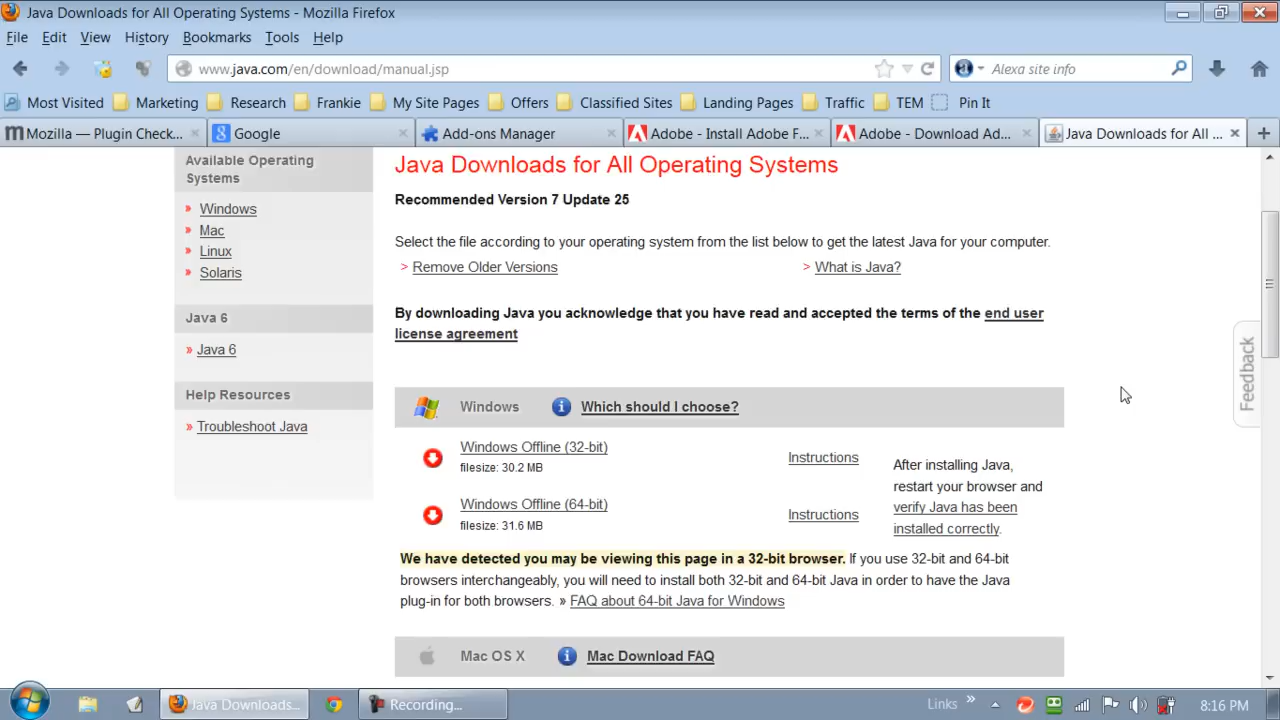 Java Downloads for All Operating Systems - Mozilla Firefox
File Edit View History Bookmarks Tools Help
www.java.com/en/download/manual.jsp
Alexa site info
Most Visited Marketing Research Frankie My Site Pages Offers Classified Sites Landing Pages Traffic TEM Pin It
Mozilla — Plugin Check... Google Add-ons Manager Adobe - Install Adobe F... Adobe - Download Ad... Java Downloads for All ...
Available Operating
Systems
» Windows
» Mac
» Linux
» Solaris
Java 6
» Java 6
Help Resources
» Troubleshoot Java
Java Downloads for All Operating Systems
Recommended Version 7 Update 25
Select the file according to your operating system from the list below to get the latest Java for your computer.
> Remove Older Versions > What is Java?
By downloading Java you acknowledge that you have read and accepted the terms of the end user
license agreement
Windows Which should I choose?
Windows Offline (32-bit)
filesize: 30.2 MB
Instructions
Windows Offline (64-bit)
filesize: 31.6 MB
Instructions
After installing Java,
restart your browser and
verify Java has been
installed correctly.
We have detected you may be viewing this page in a 32-bit browser. If you use 32-bit and 64-bit
browsers interchangeably, you will need to install both 32-bit and 64-bit Java in order to have the Java
plug-in for both browsers. » FAQ about 64-bit Java for Windows
Mac OS X Mac Download FAQ
Feedback
Java Downloads... Recording... Links » 8:16 PM